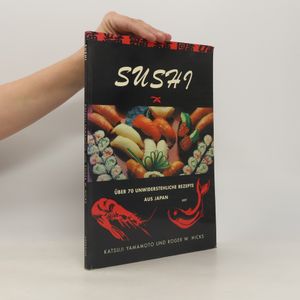 SUSHI
ÜBER 70 UNWIDERSTEHLICHE REZEPTE
AUS JAPAN
KATSUJI YAMAMOTO UND ROGER W. HICKS